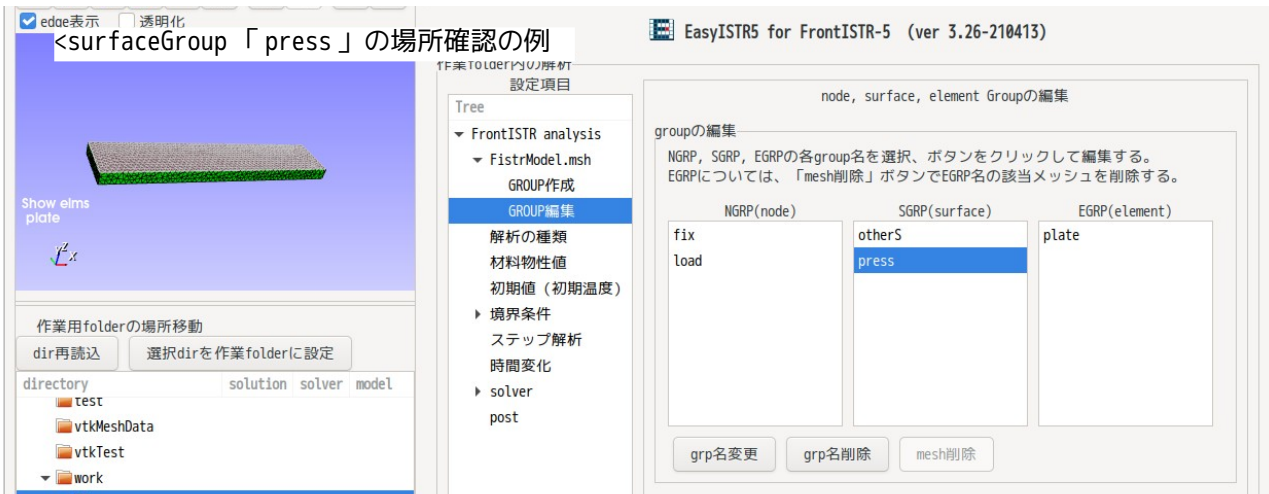 edge表示 透明化
<surfaceGroup 「press」の場所確認の例
EasyISTR5 for FrontISTR-5 (ver 3.26-210413)
作業folder内の解析
設定項目
Tree
FrontISTR analysis
FistrModel.msh
GROUP作成
GROUP編集
解析の種類
材料物性値
初期値（初期温度）
境界条件
ステップ解析
時間変化
solver
post
node, surface, element Groupの編集
groupの編集
NGRP, SGRP, EGRPの各group名を選択、ボタンをクリックして編集する。
EGRPについては、「mesh削除」ボタンでEGRP名の該当メッシュを削除する。
NGRP(node) SGRP(surface) EGRP(element)
fix otherS plate
load press
grp名変更 grp名削除 mesh削除
Show elms
plate
Z
X
作業用folderの場所移動
dir再読込 選択dirを作業folderに設定
directory solution solver model
test
vtkMeshData
vtkTest
work